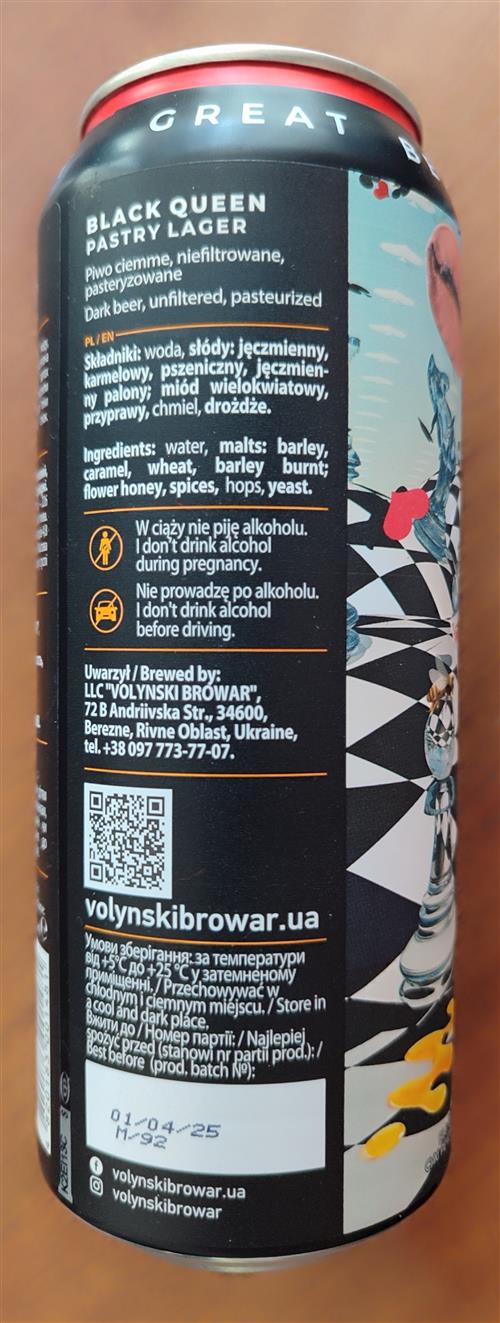 GREAT
BLACK QUEEN
PASTRY LAGER
Piwo ciemne, niefiltrowane,
pasteryzowane
Dark beer, unfiltered, pasteurized
PL / EN
Składniki: woda, słódy: jęczmienny,
karmelowy, pszeniczny, jęczmien-
ny palony; miód wielokwiatowy,
przyprawy, chmiel, drożdże.
Ingredients: water, malts: barley,
caramel, wheat, barley burnt;
flower honey, spices, hops, yeast.
W ciąży nie piję alkoholu.
I don't drink alcohol
during pregnancy.
Nie prowadzę po alkoholu.
I don't drink alcohol
before driving.
Uwarzył / Brewed by:
LLC "VOLYNSKI BROWAR",
72 B Andriivska Str., 34600,
Berezne, Rivne Oblast, Ukraine,
tel. +38 097 773-77-07.
volynskibrowar.ua
Умови зберігання: за температури
від +5°C до +25 °C у затемненому
приміщенні. / Przechowywać w
chłodnym i ciemnym miejscu. / Store in
a cool and dark place.
Вжити до / Номер партії: / Najlepiej
spożyć przed (stanowi nr partii prod.): /
Best before (prod. batch №):
01/04/25
M/92
volynskibrowar.ua
volynskibrowar